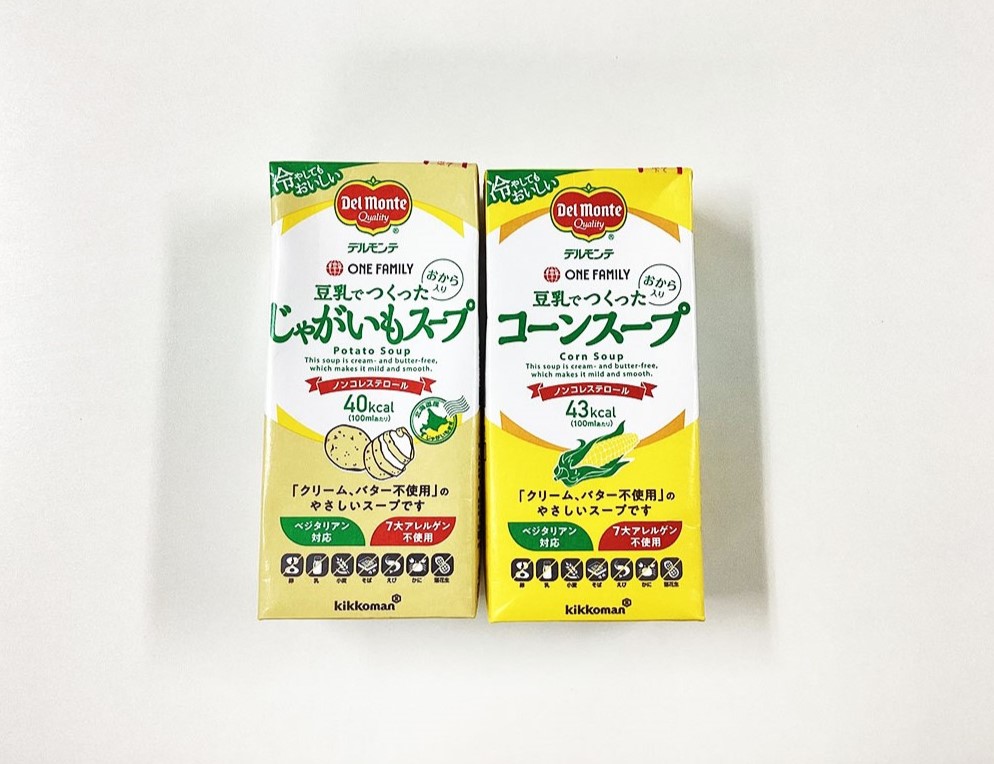 冷やしても
おいしい
Del Monte
Quality
®
デルモンテ
ONE FAMILY
おから
入り
豆乳でつくった
じゃがいもスープ
Potato Soup
This soup is cream- and butter-free,
which makes it mild and smooth.
ノンコレステロール
40kcal
(100mlあたり)
北海道産
「クリーム、バター不使用」の
やさしいスープです
ベジタリアン
対応
7大アレルゲン
不使用
卵 乳 小麦 そば えび かに 落花生
kikkoman
冷やしても
おいしい
Del Monte
Quality
®
デルモンテ
ONE FAMILY
おから
入り
豆乳でつくった
コーンスープ
Corn Soup
This soup is cream- and butter-free,
which makes it mild and smooth.
ノンコレステロール
43kcal
(100mlあたり)
「クリーム、バター不使用」の
やさしいスープです
ベジタリアン
対応
7大アレルゲン
不使用
卵 乳 小麦 そば えび かに 落花生
kikkoman